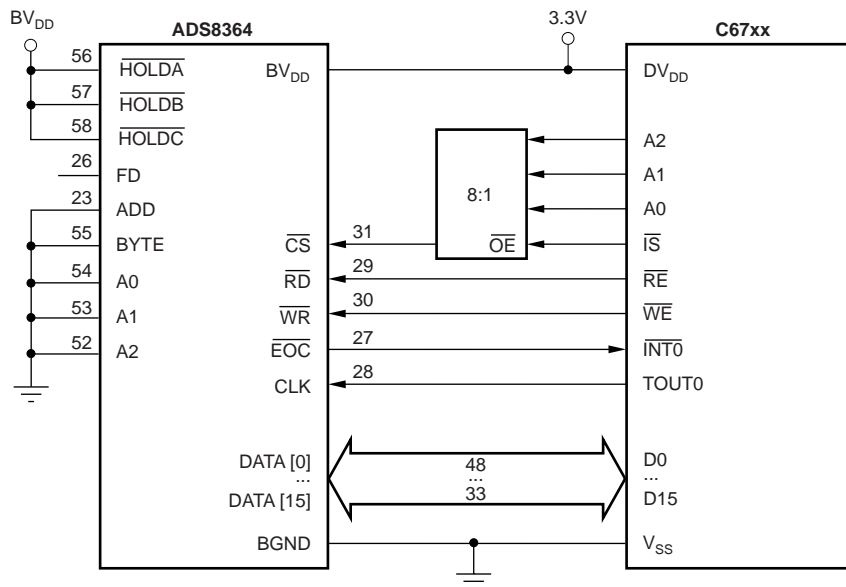 BVDD ADS8364 3.3V C67xx
56 HOLDA BVDD DVDD
57 HOLDB
58 HOLDC A2
26 FD 8:1 A1
23 ADD A0
55 BYTE CS 31 OE IS
54 A0 RD 29 RE
53 A1 WR 30 WE
52 A2 EOC 27 INT0
CLK 28 TOUT0
DATA [0] 48 D0
... ... ...
DATA [15] 33 D15
BGND VSS